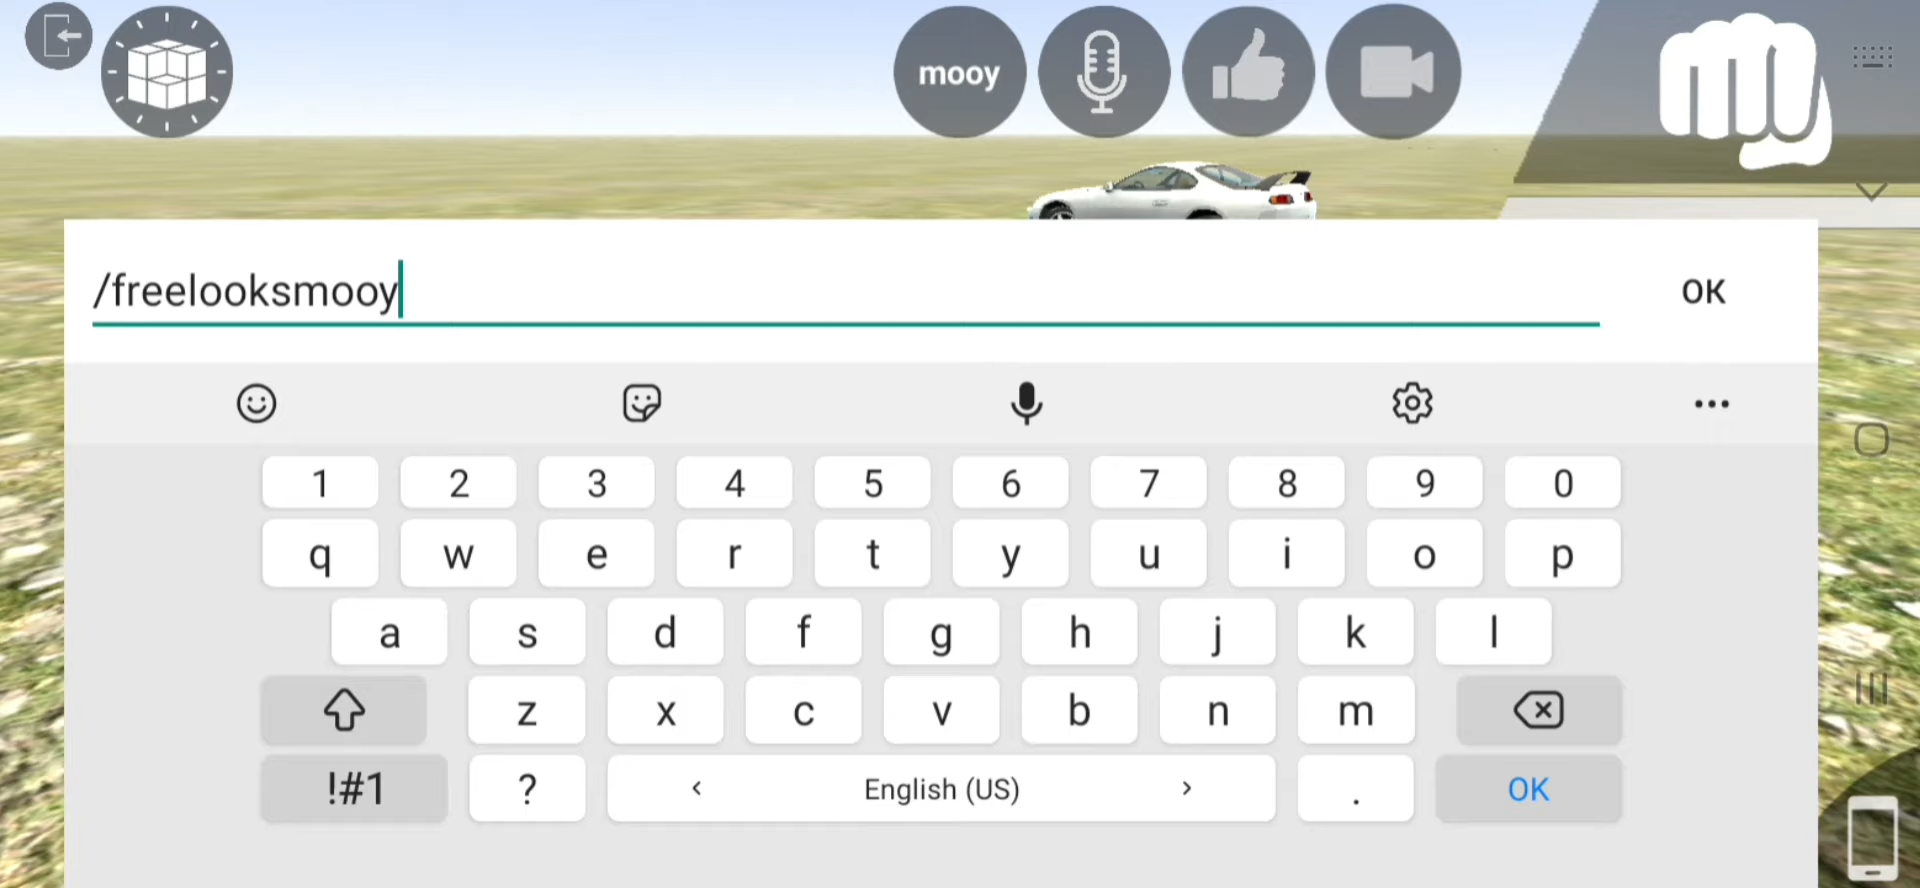 mooy
/freelooksmooy
OK
1 2 3 4 5 6 7 8 9 0
q w e r t y u i o p
a s d f g h j k l
z x c v b n m
!#1 ? < English (US) > . OK